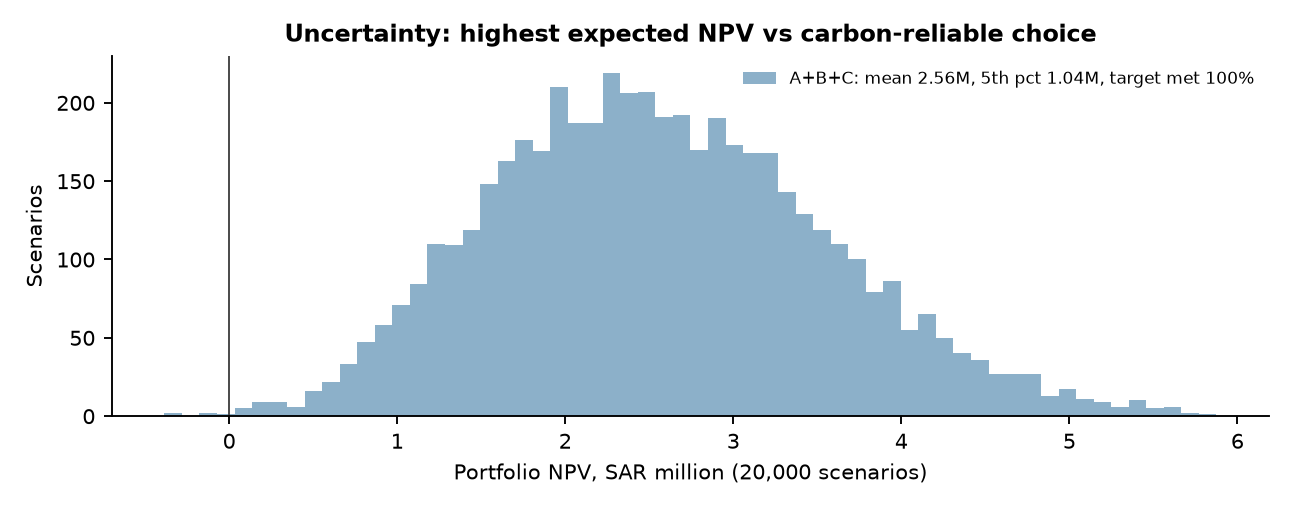 Uncertainty: highest expected NPV vs carbon-reliable choice
A+B+C: mean 2.56M, 5th pct 1.04M, target met 100%
Scenarios
200
150
100
50
0
0 1 2 3 4 5 6
Portfolio NPV, SAR million (20,000 scenarios)